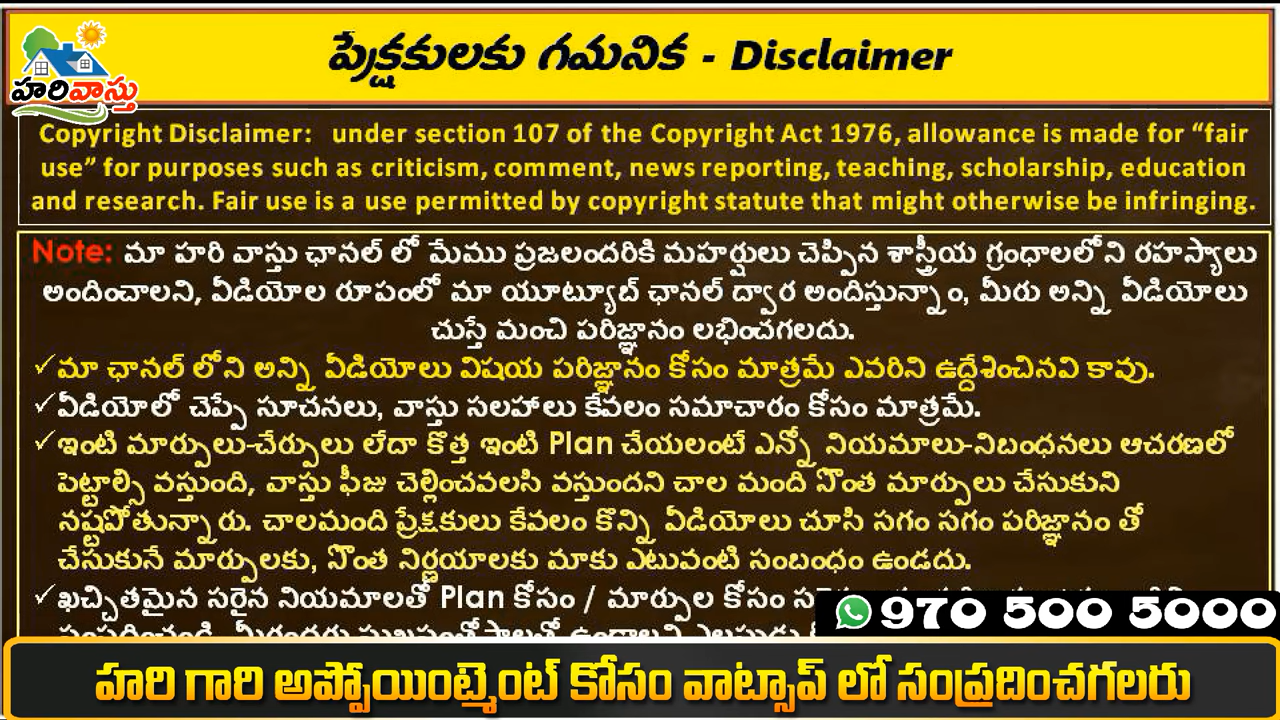 హరివాస్తు
ప్రేక్షకులకు గమనిక - Disclaimer
Copyright Disclaimer: under section 107 of the Copyright Act 1976, allowance is made for “fair
use” for purposes such as criticism, comment, news reporting, teaching, scholarship, education
and research. Fair use is a use permitted by copyright statute that might otherwise be infringing.
Note: మా హరి వాస్తు ఛానల్ లో మేము ప్రజలందరికి మహర్షులు చెప్పిన శాస్త్రీయ గ్రంధాలలోని రహస్యాలు
అందించాలని, వీడియోల రూపంలో మా యూట్యూబ్ ఛానల్ ద్వార అందిస్తున్నాం, మీరు అన్ని వీడియోలు
చుస్తే మంచి పరిజ్ఞానం లభించగలదు.
✓మా ఛానల్ లోని అన్ని వీడియోలు విషయ పరిజ్ఞానం కోసం మాత్రమే ఎవరిని ఉద్దేశించినవి కావు.
✓వీడియోలో చెప్పే సూచనలు, వాస్తు సలహాలు కేవలం సమాచారం కోసం మాత్రమే.
✓ఇంటి మార్పులు-చేర్పులు లేదా కొత్త ఇంటి Plan చేయలంటే ఎన్నో నియమాలు-నిబంధనలు ఆచరణలో
పెట్టాల్సి వస్తుంది, వాస్తు ఫీజు చెల్లించవలసి వస్తుందని చాల మంది సొంత మార్పులు చేసుకుని
నష్టపోతున్నారు. చాలమంది ప్రేక్షకులు కేవలం కొన్ని వీడియోలు చూసి సగం సగం పరిజ్ఞానం తో
చేసుకునే మార్పులకు, సొంత నిర్ణయాలకు మాకు ఎటువంటి సంబంధం ఉండదు.
✓ఖచ్చితమైన సరైన నియమాలతో Plan కోసం / మార్పుల కోసం
970 500 5000
హరి గారి అప్పోయింట్మెంట్ కోసం వాట్సాప్ లో సంప్రదించగలరు